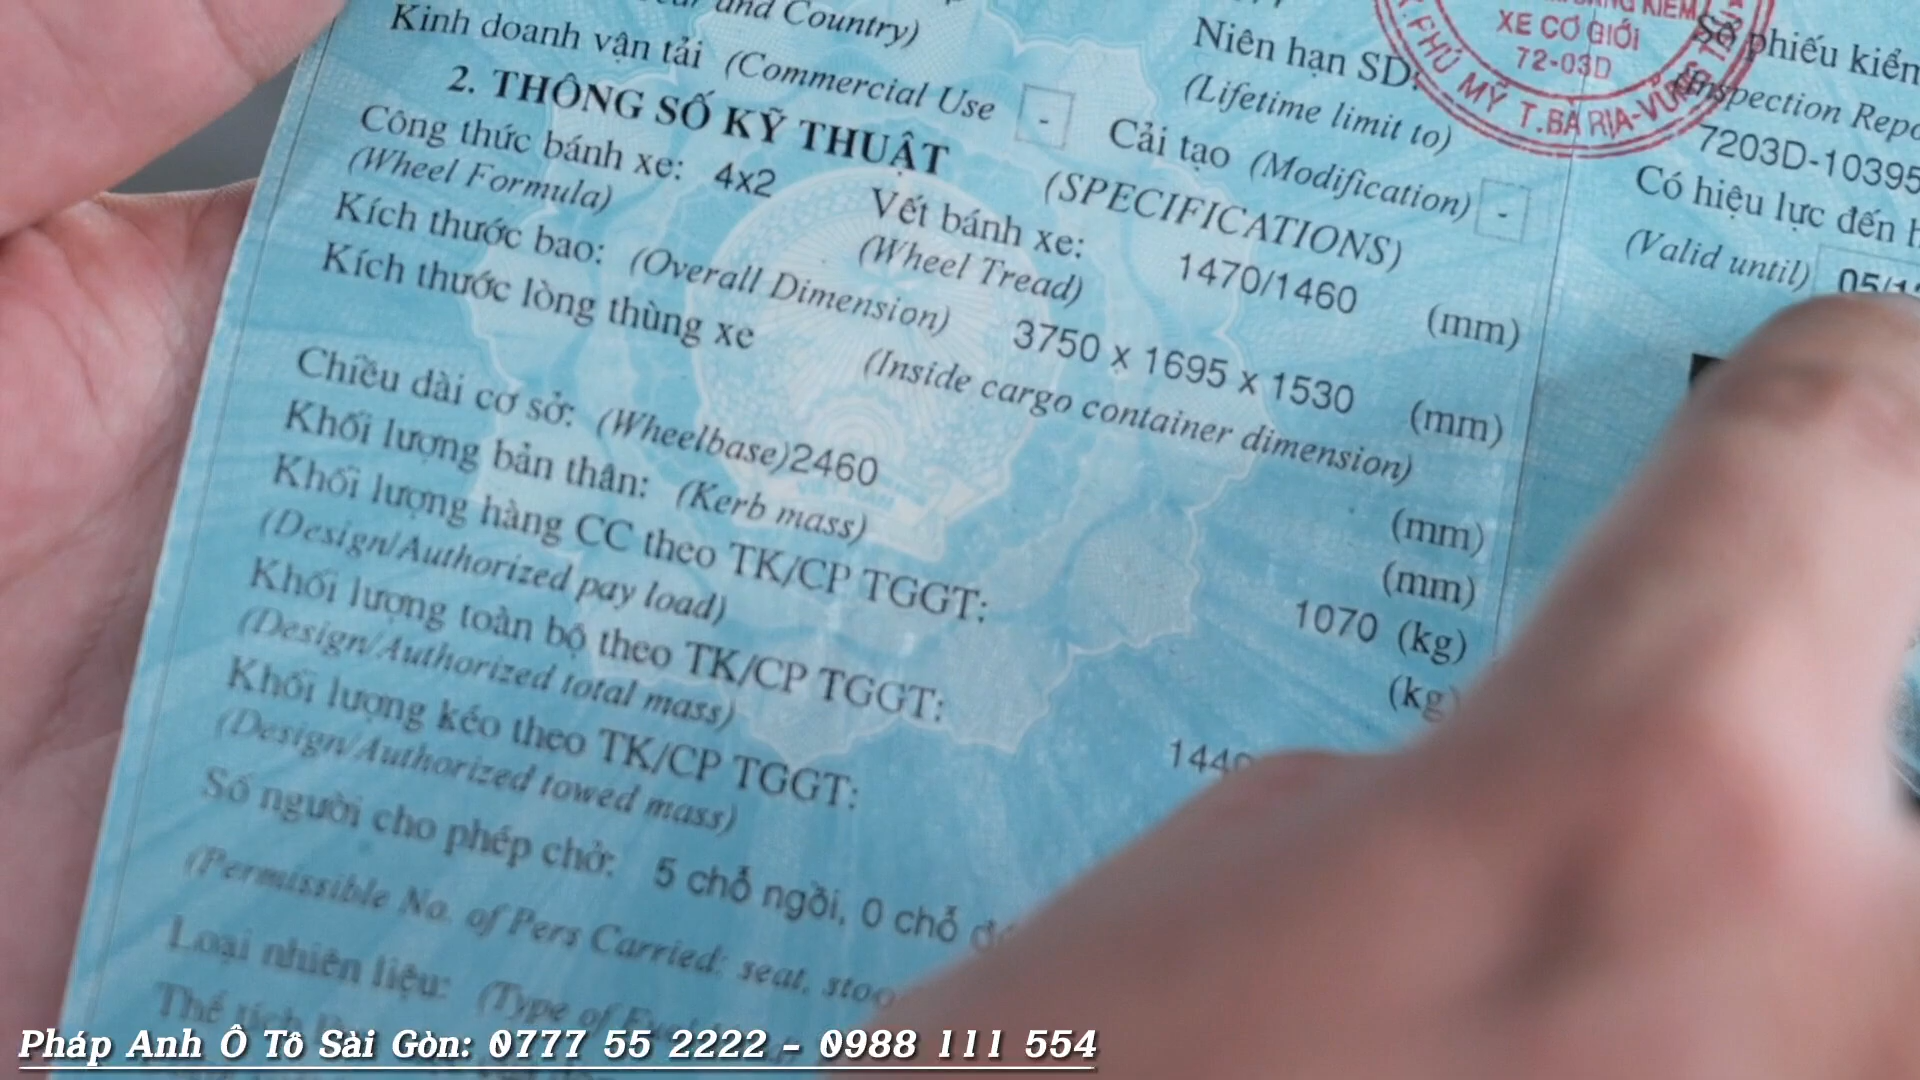 and Country)
Kinh doanh vận tải (Commercial Use - Cải tạo (Modification) -
2. THÔNG SỐ KỸ THUẬT (SPECIFICATIONS)
Công thức bánh xe: 4x2 Vết bánh xe: 1470/1460 (mm)
(Wheel Formula) (Wheel Tread)
Kích thước bao: (Overall Dimension) 3750 x 1695 x 1530 (mm)
Kích thước lòng thùng xe (Inside cargo container dimension)
(mm)
Chiều dài cơ sở: (Wheelbase)2460 (mm)
Khối lượng bản thân: (Kerb mass) 1070 (kg)
Khối lượng hàng CC theo TK/CP TGGT: (kg)
(Design/Authorized pay load)
Khối lượng toàn bộ theo TK/CP TGGT: 1440
(Design/Authorized total mass)
Khối lượng kéo theo TK/CP TGGT:
(Design/Authorized towed mass)
Số người cho phép chở: 5 chỗ ngồi, 0 chỗ
(Permissible No. of Pers Carried: seat,
Loại nhiên liệu: (Type of
Niên hạn SD:
(Lifetime limit to)
XE CƠ GIỚI
72-03D
PHÚ MỸ T.BÀ RỊA-VŨNG
Số phiếu kiểm
(Inspection Repo
7203D-10395
Có hiệu lực đến
(Valid until)
Pháp Anh Ô Tô Sài Gòn: 0777 55 2222 - 0988 111 554